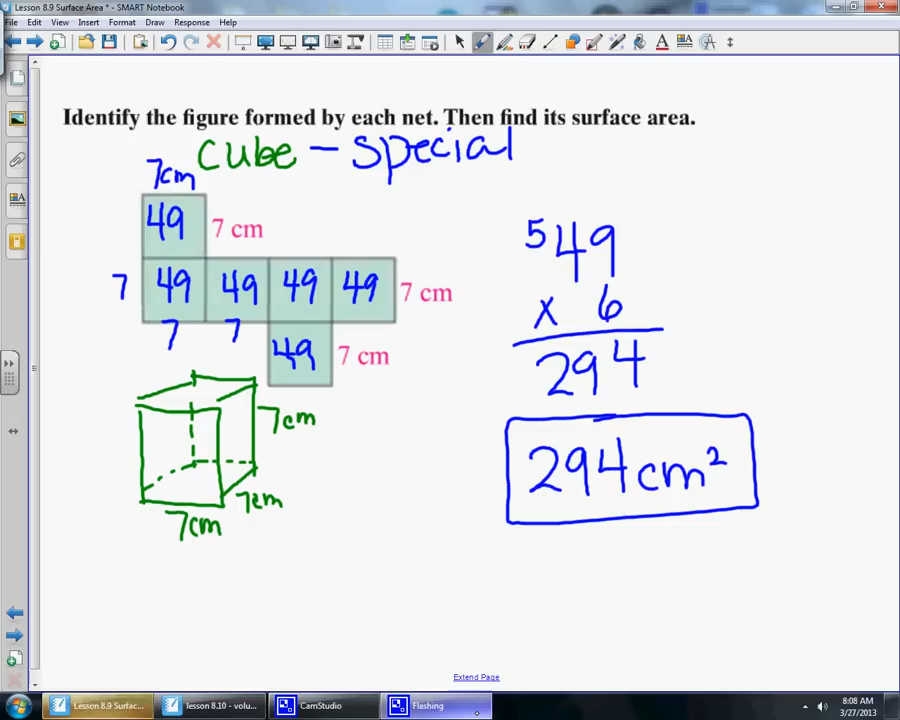 Lesson 8.9 Surface Area * - SMART Notebook
File Edit View Insert Format Draw Response Help
Identify the figure formed by each net. Then find its surface area.
cube - special
7cm
49 7 cm
7 49 49 49 49 7 cm
7 7
49 7 cm
7cm
7cm
7cm
5 49
x 6
294
294 cm²
Extend Page
Lesson 8.9 Surfac... lesson 8.10 - volu... CamStudio Flashing
8:08 AM
3/27/2013